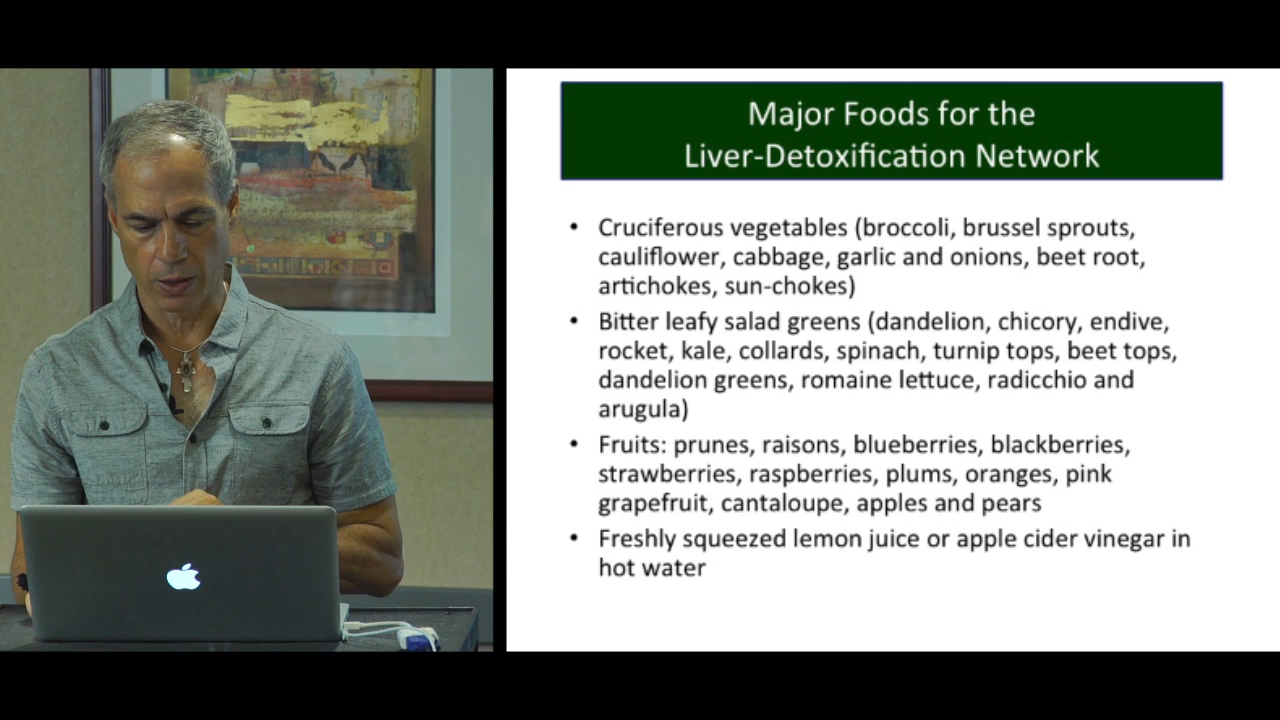 Major Foods for the
Liver-Detoxification Network
• Cruciferous vegetables (broccoli, brussel sprouts,
cauliflower, cabbage, garlic and onions, beet root,
artichokes, sun-chokes)
• Bitter leafy salad greens (dandelion, chicory, endive,
rocket, kale, collards, spinach, turnip tops, beet tops,
dandelion greens, romaine lettuce, radicchio and
arugula)
• Fruits: prunes, raisons, blueberries, blackberries,
strawberries, raspberries, plums, oranges, pink
grapefruit, cantaloupe, apples and pears
• Freshly squeezed lemon juice or apple cider vinegar in
hot water